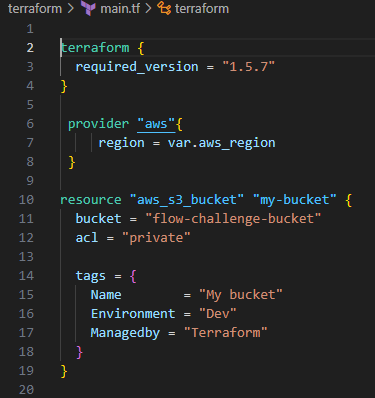 terraform > main.tf > terraform
1
2 terraform {
3   required_version = "1.5.7"
4 }
5
6  provider "aws"{
7      region = var.aws_region
8  }
9
10 resource "aws_s3_bucket" "my-bucket" {
11   bucket = "flow-challenge-bucket"
12   acl = "private"
13
14   tags = {
15     Name        = "My bucket"
16     Environment = "Dev"
17     Managedby = "Terraform"
18   }
19 }
20